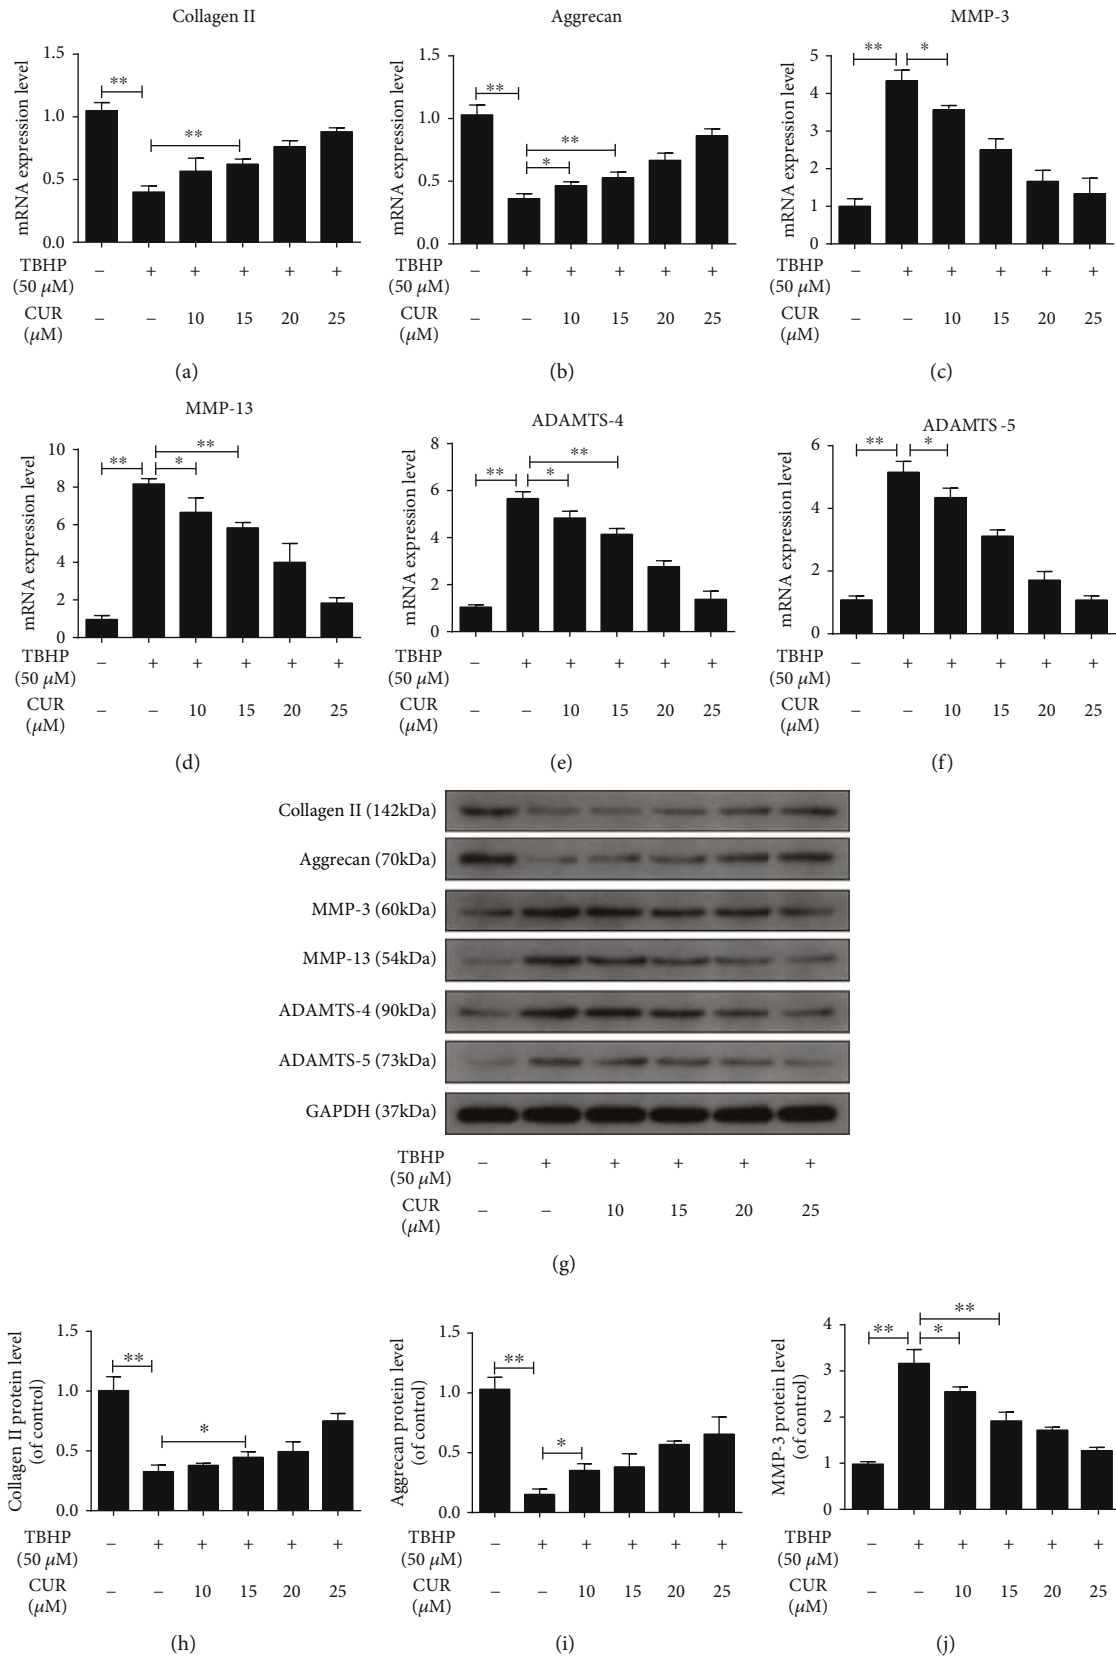 Collagen II
Aggrecan
MMP-3
mRNA expression level
1.5
1.0
0.5
0.0
**
**
TBHP
(50 μM)
– + + + + +
CUR
(μM)
– – 10 15 20 25
(a)
mRNA expression level
1.5
1.0
0.5
0.0
**
**
*
TBHP
(50 μM)
– + + + + +
CUR
(μM)
– – 10 15 20 25
(b)
mRNA expression level
5
4
3
2
1
0
** *
TBHP
(50 μM)
– + + + + +
CUR
(μM)
– – 10 15 20 25
(c)
MMP-13
mRNA expression level
10
8
6
4
2
0
**
** *
TBHP
(50 μM)
– + + + + +
CUR
(μM)
– – 10 15 20 25
(d)
ADAMTS-4
mRNA expression level
8
6
4
2
0
**
** *
TBHP
(50 μM)
– + + + + +
CUR
(μM)
– – 10 15 20 25
(e)
ADAMTS -5
mRNA expression level
6
4
2
0
** *
TBHP
(50 μM)
– + + + + +
CUR
(μM)
– – 10 15 20 25
(f)
Collagen II (142kDa)
Aggrecan (70kDa)
MMP-3 (60kDa)
MMP-13 (54kDa)
ADAMTS-4 (90kDa)
ADAMTS-5 (73kDa)
GAPDH (37kDa)
TBHP
(50 μM)
– + + + + +
CUR
(μM)
– – 10 15 20 25
(g)
Collagen II protein level
(of control)
1.5
1.0
0.5
0.0
**
*
TBHP
(50 μM)
– + + + + +
CUR
(μM)
– – 10 15 20 25
(h)
Aggrecan protein level
(of control)
1.5
1.0
0.5
0.0
**
*
TBHP
(50 μM)
– + + + + +
CUR
(μM)
– – 10 15 20 25
(i)
MMP-3 protein level
(of control)
4
3
2
1
0
**
** *
TBHP
(50 μM)
– + + + + +
CUR
(μM)
– – 10 15 20 25
(j)